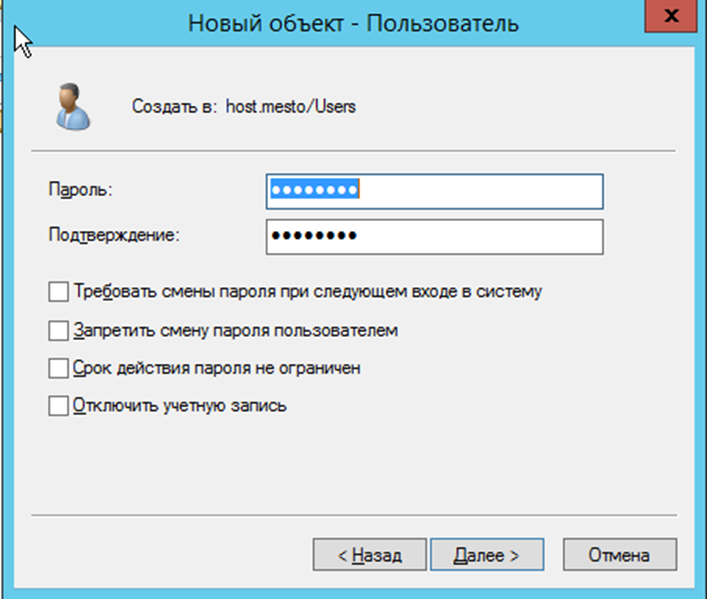 Новый объект - Пользователь
x
Создать в: host.mesto/Users
Пароль:
••••••••
Подтверждение:
••••••••
Требовать смены пароля при следующем входе в систему
Запретить смену пароля пользователем
Срок действия пароля не ограничен
Отключить учетную запись
< Назад Далее > Отмена